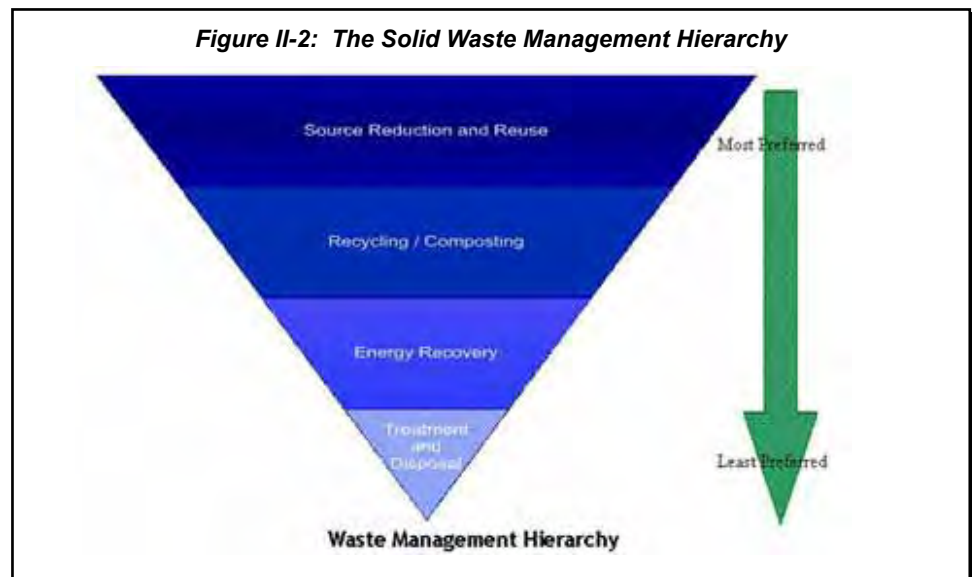 Figure II-2: The Solid Waste Management Hierarchy
Source Reduction and Reuse
Most Preferred
Recycling / Composting
Energy Recovery
Treatment
and
Disposal
Least Preferred
Waste Management Hierarchy